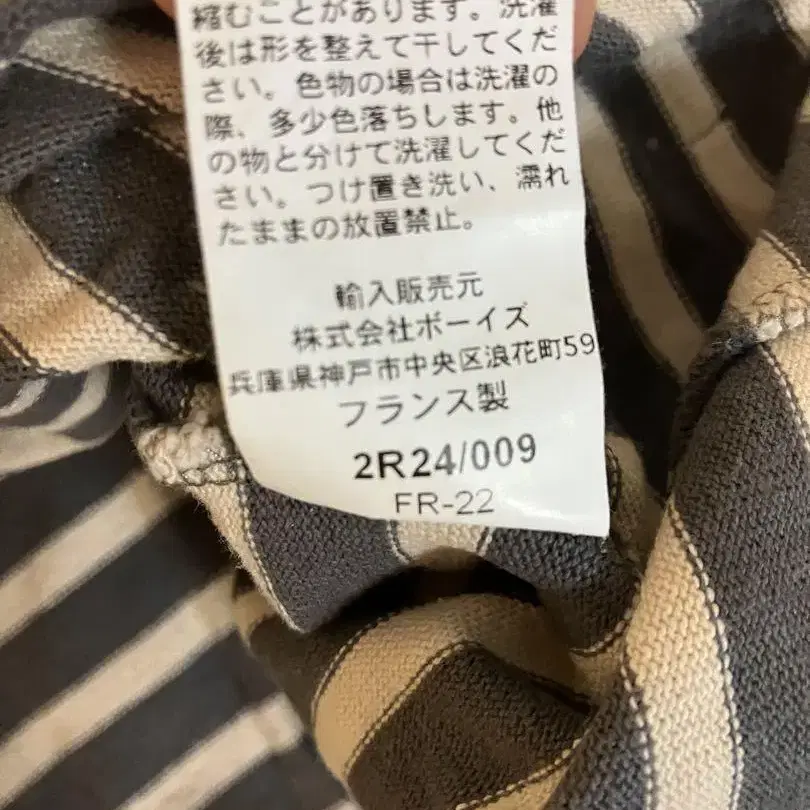 縮むことがあります。洗濯
後は形を整えて干してくだ
さい。色物の場合は洗濯の
際、多少色落ちします。他
の物と分けて洗濯してくだ
さい。つけ置き洗い、濡れ
たままの放置禁止。
輸入販売元
株式会社ボーイズ
兵庫県神戸市中央区浪花町59
フランス製
2R24/009
FR-22